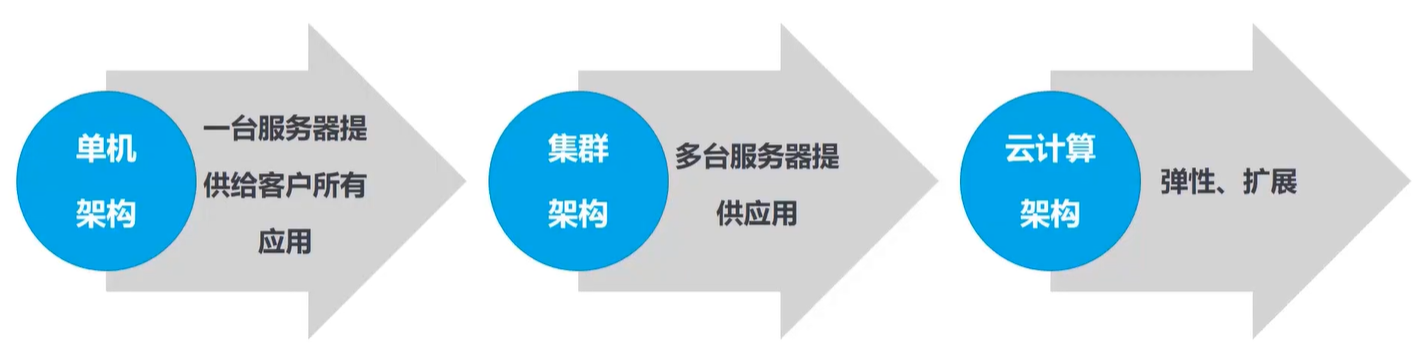 单机
架构
一台服务器提
供给客户所有
应用
集群
架构
多台服务器提
供应用
云计算
架构
弹性、扩展